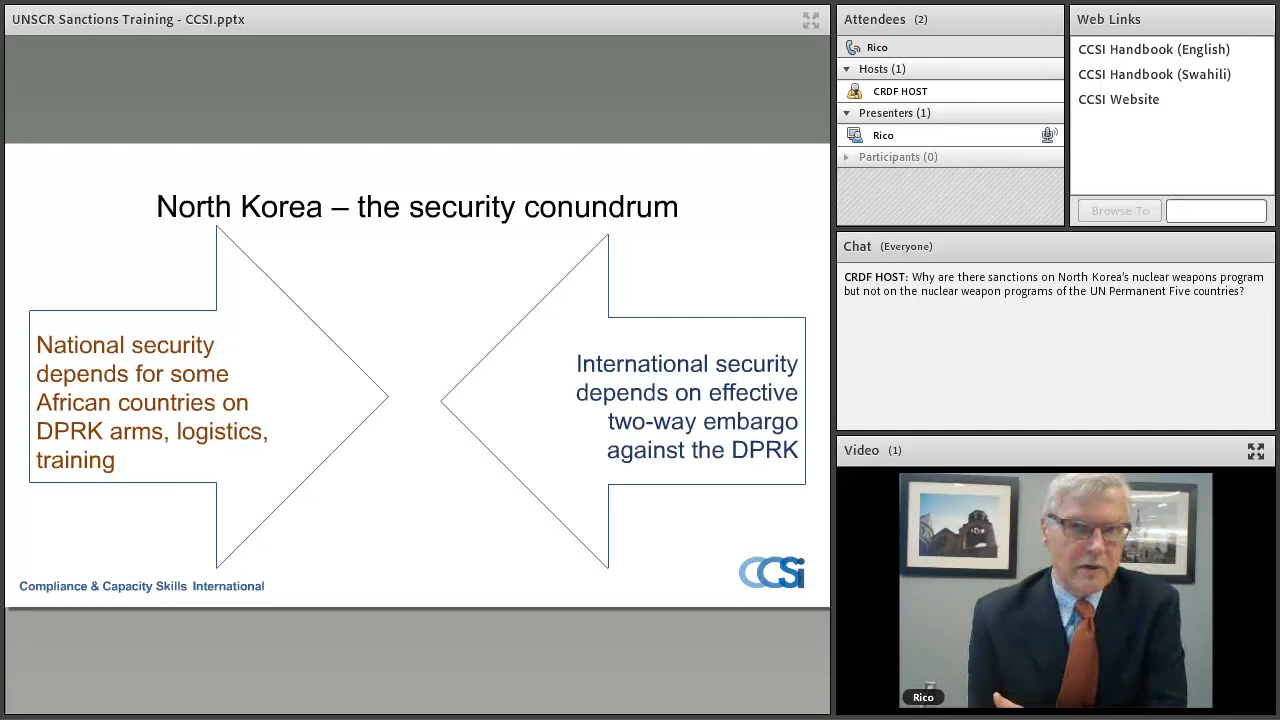 UNSCR Sanctions Training - CCSI.pptx
North Korea – the security conundrum
National security
depends for some
African countries on
DPRK arms, logistics,
training
International security
depends on effective
two-way embargo
against the DPRK
Compliance & Capacity Skills International
CCSi
Attendees (2)
Rico
Hosts (1)
CRDF HOST
Presenters (1)
Rico
Participants (0)
Web Links
CCSI Handbook (English)
CCSI Handbook (Swahili)
CCSI Website
Browse To
Chat (Everyone)
CRDF HOST: Why are there sanctions on North Korea's nuclear weapons program
but not on the nuclear weapon programs of the UN Permanent Five countries?
Video (1)
Rico